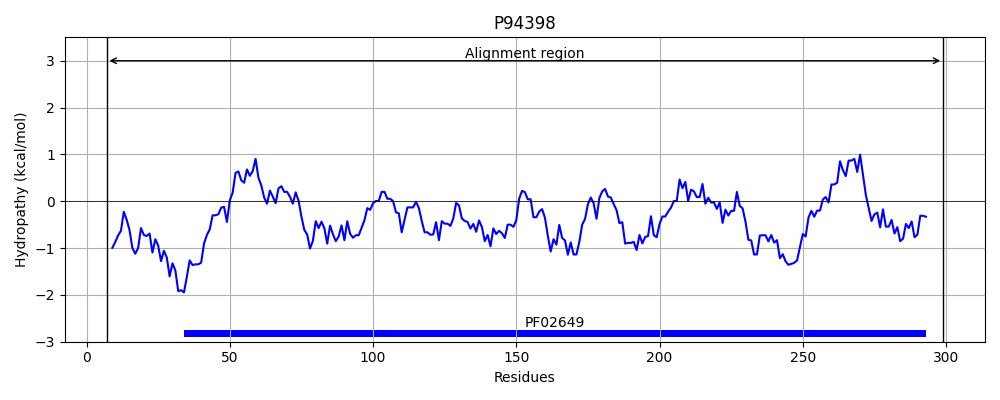 P94398
Alignment region
PF02649
Hydropathy (kcal/mol)
3
2
1
0
−1
−2
−3
0 50 100 150 200 250 300
Residues